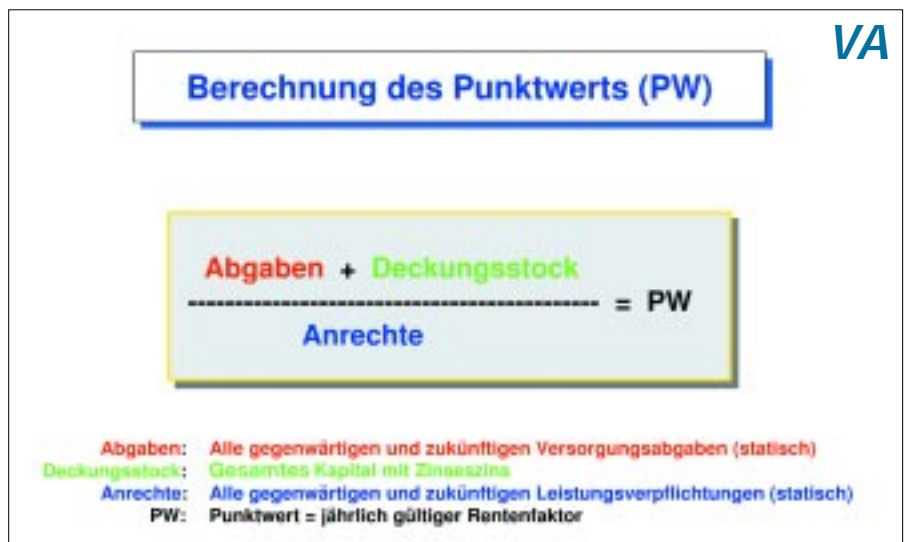 VA
Berechnung des Punktwerts (PW)
Abgaben + Deckungsstock
-------------------------------------------- = PW
Anrechte
Abgaben: Alle gegenwärtigen und zukünftigen Versorgungsabgaben (statisch)
Deckungsstock: Gesamtes Kapital mit Zinseszins
Anrechte: Alle gegenwärtigen und zukünftigen Leistungsverpflichtungen (statisch)
PW: Punktwert = jährlich gültiger Rentenfaktor